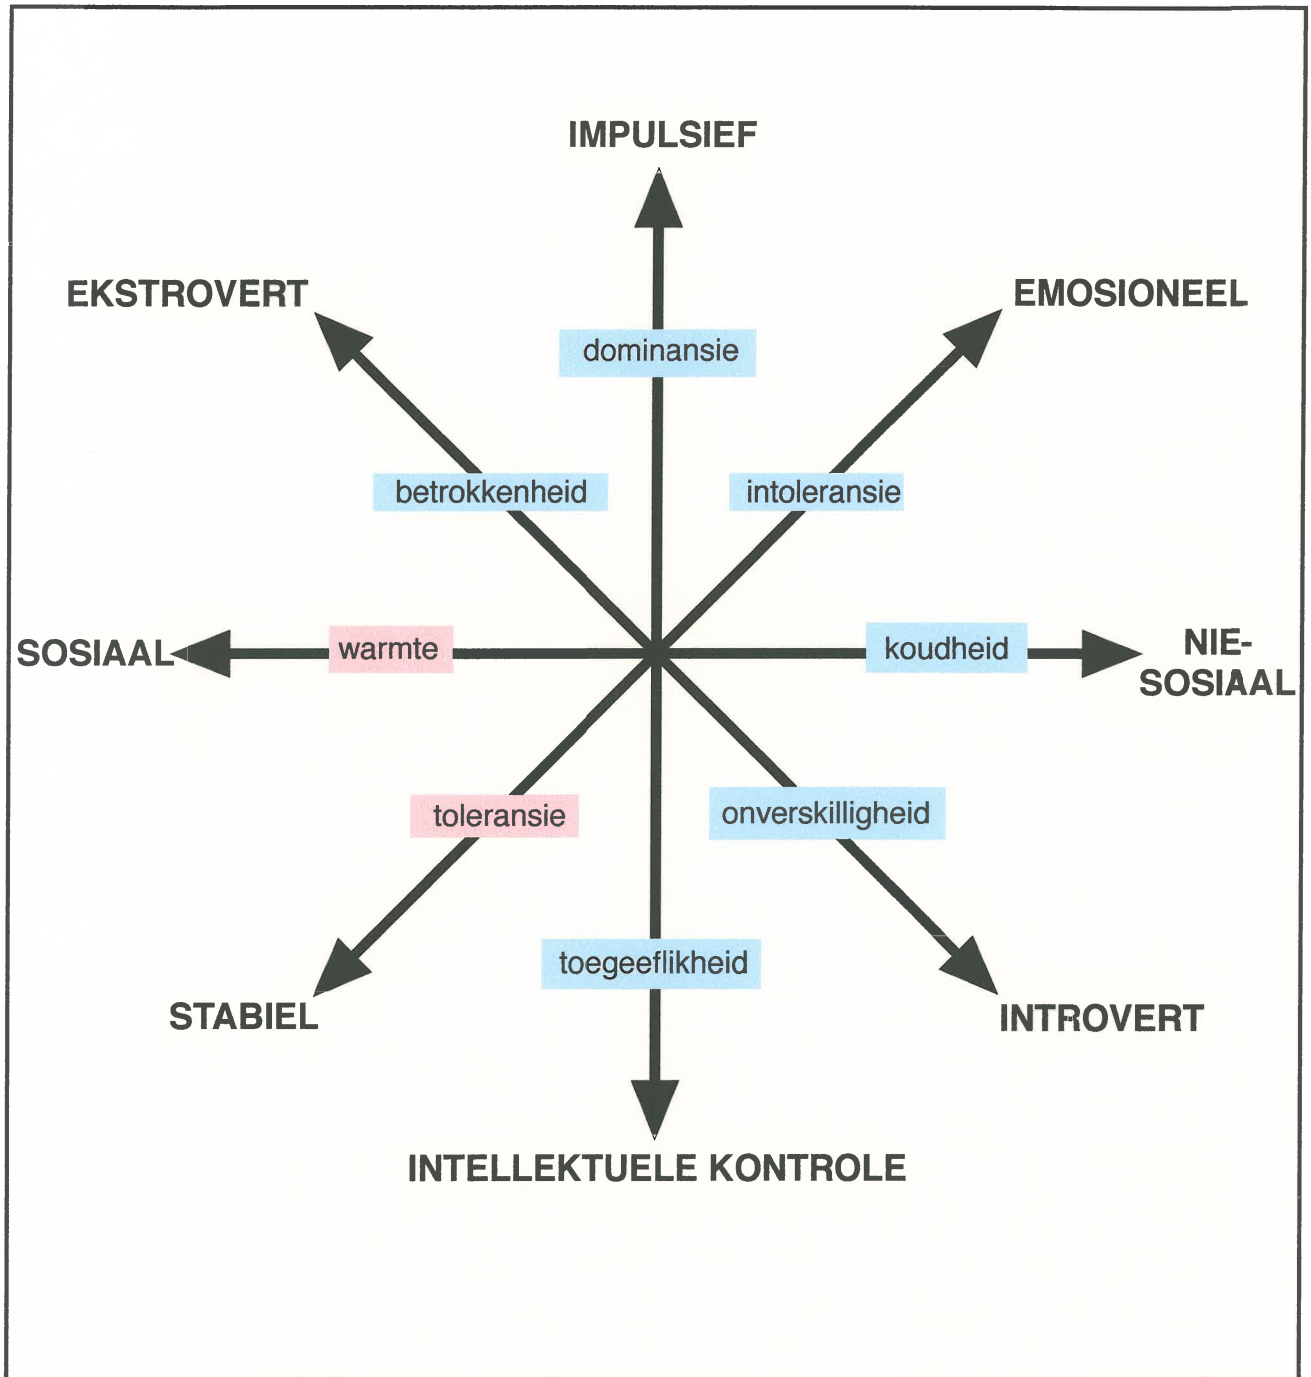 IMPULSIEF
EKSTROVERT
EMOSIONEEL
dominansie
betrokkenheid
intoleransie
SOSIAAL
warmte
koudheid
NIE-
SOSIAAL
toleransie
onverskilligheid
toegeeflikheid
STABIEL
INTROVERT
INTELLEKTUELE KONTROLE